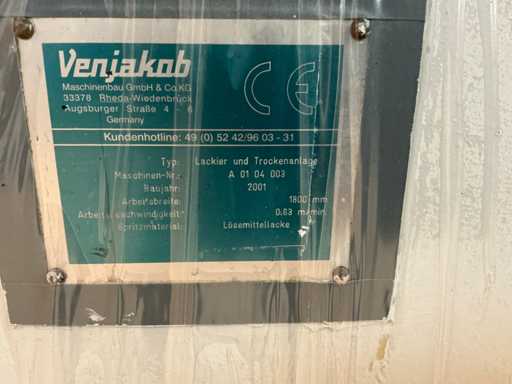 Venjakob
Maschinenbau GmbH & Co.KG
33378 Rheda-Wiedenbrück
Augsburger Straße 4 - 6
Germany
CE
Kundenhotline: 49 (0) 52 42/96 03 - 31
Typ: Lackier und Trockenanlage
Maschinen-Nr.: A 01 04 003
Baujahr: 2001
Arbeitsbreite: 1800 mm
Arbeitsgeschwindigkeit: 0.63 m/min.
Spritzmaterial: Lösemittellacke